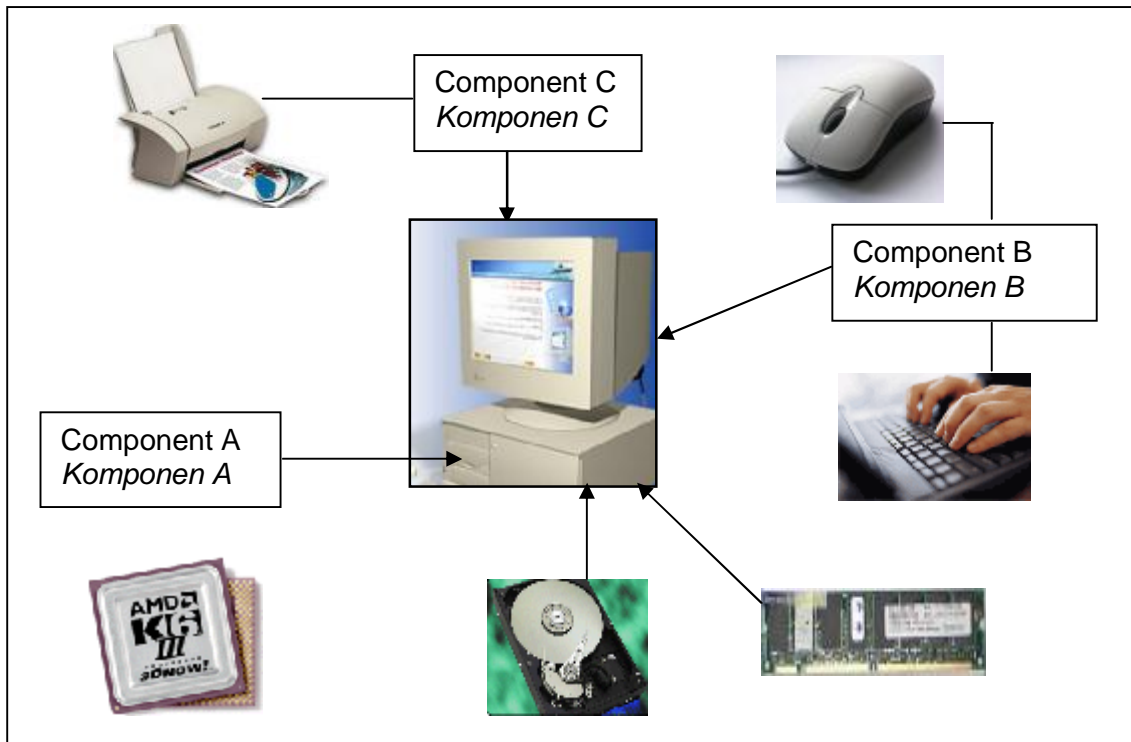 Component C
Komponen C
Component B
Komponen B
Component A
Komponen A
AMD
K6
III
3DNOW!